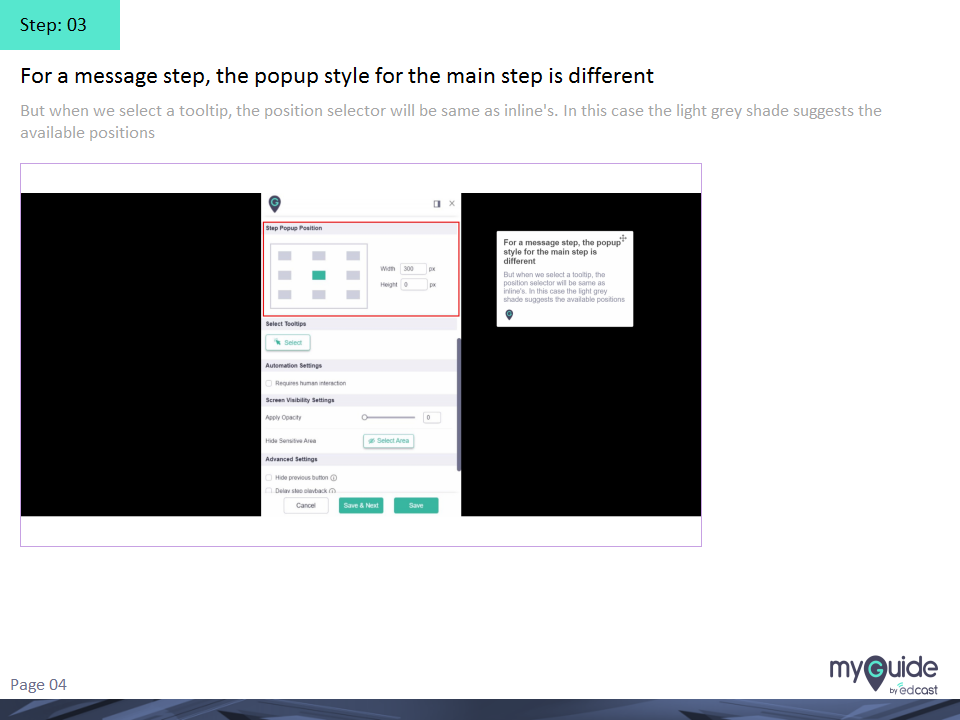 Step: 03
For a message step, the popup style for the main step is different
But when we select a tooltip, the position selector will be same as inline's. In this case the light grey shade suggests the
available positions
Step Popup Position
Width 300 px
Height 0 px
Select Tooltips
Select
Automation Settings
Requires human interaction
Screen Visibility Settings
Apply Opacity 0
Hide Sensitive Area Select Area
Advanced Settings
Hide previous button
Delay step playback
Cancel Save & Next Save
For a message step, the popup
style for the main step is
different
But when we select a tooltip, the
position selector will be same as
inline's. In this case the light grey
shade suggests the available positions
Page 04
myGuide
by edcast